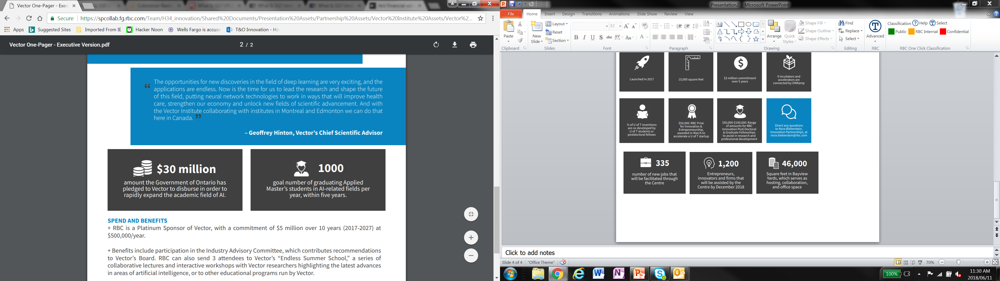 Vector One-Pager - Exec
Secure
https://spcollab.fg.rbc.com/Team/H34_innovation/Shared%20Documents/Presentation%20Assets/Partnership%20Assets/Vector%20Institute%20Assets/Vector%2...
Apps
Suggested Sites
Imported From IE
Hacker Noon
Wells Fargo is accuse
T&O Innovation - Ho
Vector One-Pager - Executive Version.pdf
2 / 2
“ The opportunities for new discoveries in the field of deep learning are very exciting, and the
applications are endless. Now is the time for us to lead the research and shape the future
of this field, putting neural network technologies to work in ways that will improve health
care, strengthen our economy and unlock new fields of scientific advancement. And with
the Vector Institute collaborating with institutes in Montreal and Edmonton we can do that
here in Canada. ”
– Geoffrey Hinton, Vector’s Chief Scientific Advisor
$30 million
amount the Government of Ontario has
pledged to Vector to disburse in order to
rapidly expand the academic field of AI.
1000
goal number of graduating Applied
Master’s students in AI-related fields per
year, within five years.
SPEND AND BENEFITS
+ RBC is a Platinum Sponsor of Vector, with a commitment of $5 million over 10 years (2017-2027) at
$500,000/year.
+ Benefits include participation in the Industry Advisory Committee, which contributes recommendations
to Vector’s Board. RBC can also send 3 attendees to Vector’s “Endless Summer School,” a series of
collaborative lectures and interactive workshops with Vector researchers highlighting the latest advances
in areas of artificial intelligence, or to other educational programs run by Vector.
Presentation2 - Microsoft PowerPoint
File
Home
Insert
Design
Transitions
Animations
Slide Show
Review
View
Paste
Clipboard
New
Slide
Layout
Reset
Section
Slides
32
B I U S abc AV Aa A
Font
Paragraph
Arrange
Quick
Styles
Shape Fill
Shape Outline
Shape Effects
Drawing
Find
Replace
Select
Editing
Advanced
RBC
Classification
Help
Select
Public
RBC Internal
Confidential
RBC One Click Classification
Launched in 2017
15,000 square feet
$3 million commitment
over 5 years
9 incubators and
accelerators are
connected by ONRamp
¾ of U of T inventions
are co-developed by
U of T students or
postdoctoral fellows
$50,000: RBC Prize
for Innovation &
Entrepreneurship,
awarded in March to
accelerate a U of T startup
$50,000-$100,000: Range
of amounts for RBC
Innovation Post-Doctoral
& Graduate Fellowships
to assist in research and
professional development
Direct any questions
to Nora Bieberstein,
Innovation Partnerships, at
nora.bieberstein@rbc.com
335
number of new jobs that
will be facilitated through
the Centre
1,200
Entrepreneurs,
innovators and firms that
will be assisted by the
Centre by December 2018
46,000
Square feet in Bayview
Yards, which serves as
hosting, collaboration,
and office space
Click to add notes
Slide 4 of 4
"Office Theme"
70%
100%
11:30 AM
2018/06/11